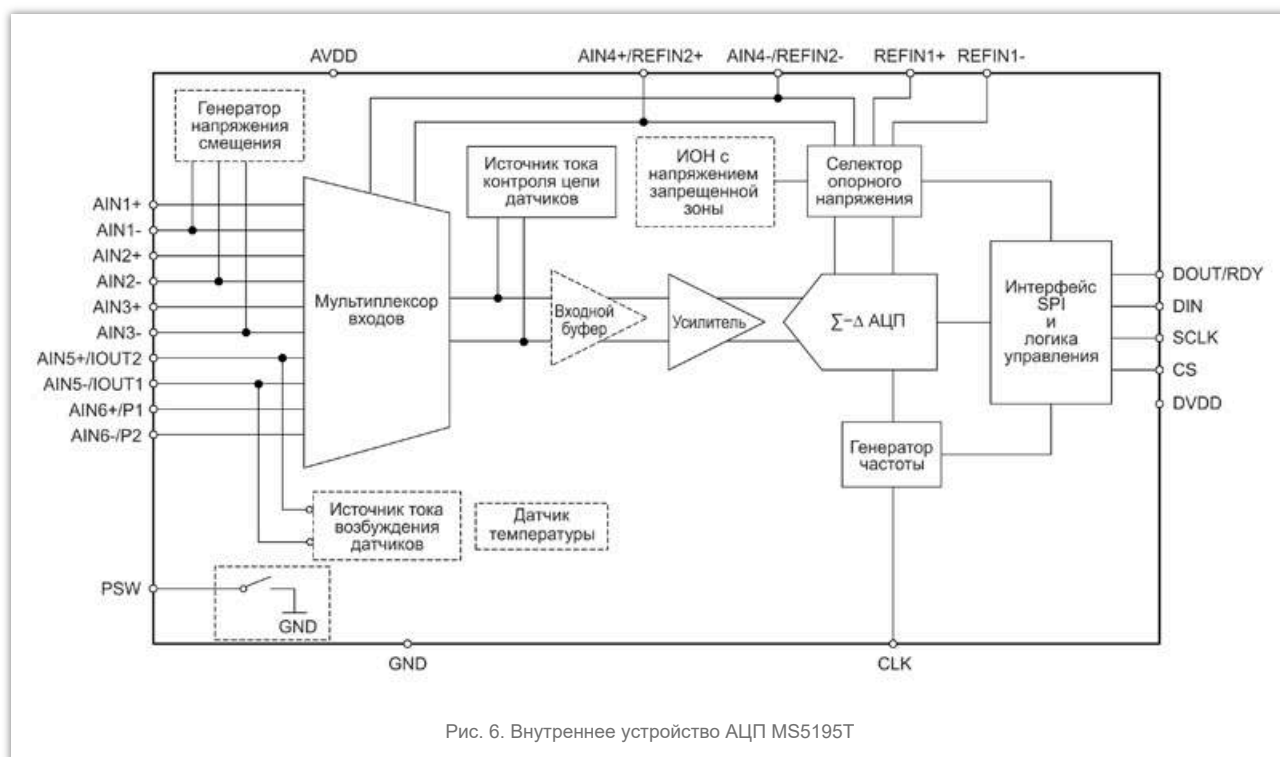 AVDD
AIN4+/REFIN2+
AIN4-/REFIN2-
REFIN1+
REFIN1-
Генератор
напряжения
смещения
Источник тока
контроля цепи
датчиков
ИОН с
напряжением
запрещенной
зоны
Селектор
опорного
напряжения
AIN1+
AIN1-
AIN2+
AIN2-
AIN3+
AIN3-
AIN5+/IOUT2
AIN5-/IOUT1
AIN6+/P1
AIN6-/P2
Мультиплексор
входов
Входной
буфер
Усилитель
∑-Δ АЦП
Интерфейс
SPI
и
логика
управления
DOUT/RDY
DIN
SCLK
CS
DVDD
Генератор
частоты
Источник тока
возбуждения
датчиков
Датчик
температуры
PSW
GND
GND
CLK
Рис. 6. Внутреннее устройство АЦП MS5195T